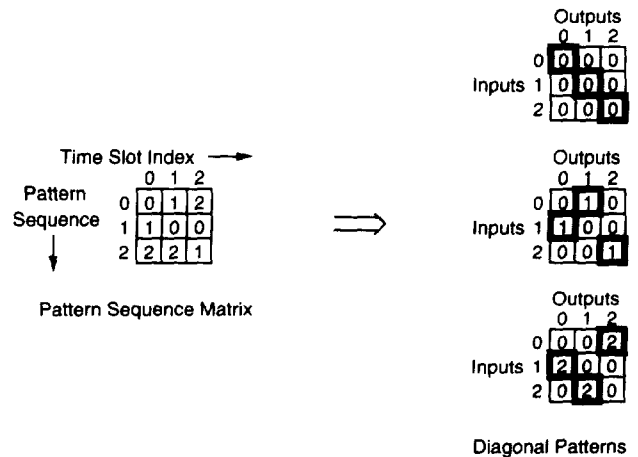 Time Slot Index
0 1 2
Pattern
Sequence
0 0 1 2
1 1 0 0
2 2 2 1
Pattern Sequence Matrix
Outputs
0 1 2
0 0 0 0
Inputs 1 0 0 0
2 0 0 0
Outputs
0 1 2
0 0 1 0
Inputs 1 1 0 0
2 0 0 1
Outputs
0 1 2
0 0 0 2
Inputs 1 2 0 0
2 0 2 0
Diagonal Patterns